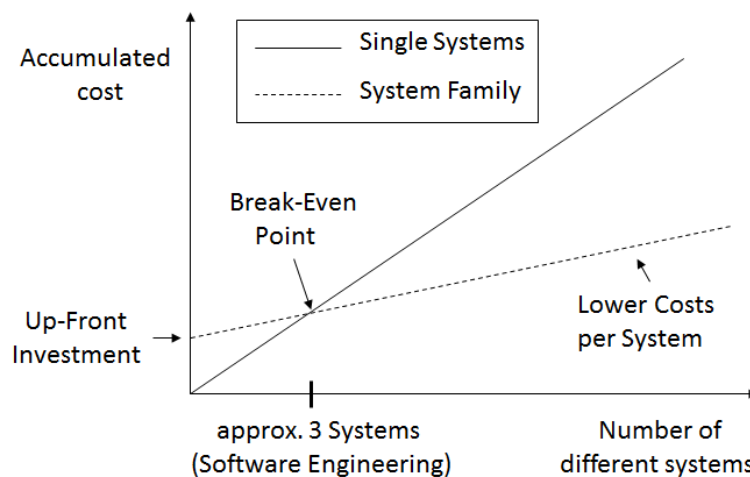 Accumulated
cost
Single Systems
System Family
Break-Even
Point
Up-Front
Investment
Lower Costs
per System
approx. 3 Systems
(Software Engineering)
Number of
different systems